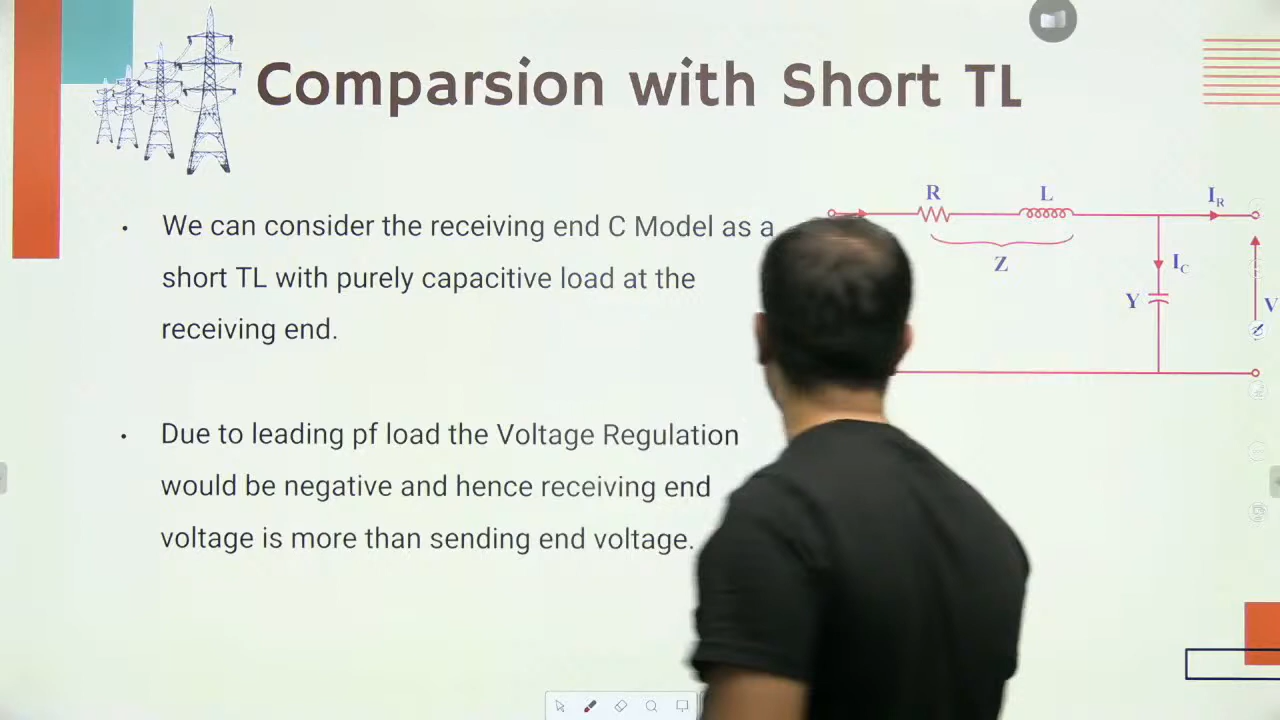 Comparsion with Short TL
• We can consider the receiving end C Model as a
short TL with purely capacitive load at the
receiving end.
• Due to leading pf load the Voltage Regulation
would be negative and hence receiving end
voltage is more than sending end voltage.
R
L
I_R
Z
I_C
Y
V